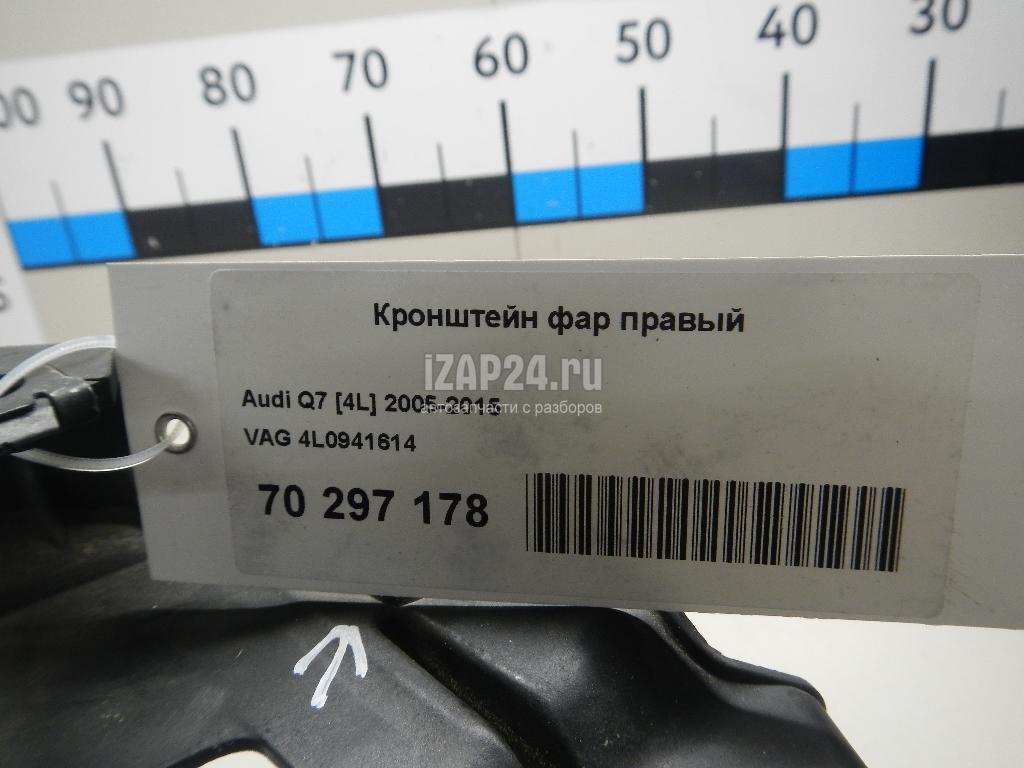 90 80 70 60 50 40 30
Кронштейн фар правый
iZAP24.ru
Audi Q7 [4L] 2005-2015
автозапчасти с разборов
VAG 4L0941614
70 297 178